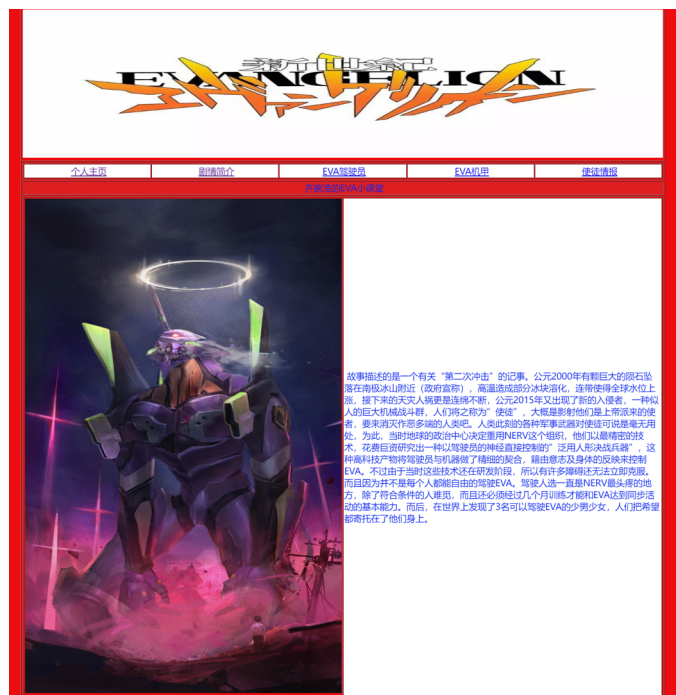 新世紀
EVANGELION
エヴァンゲリオン
个人主页 剧情简介 EVA驾驶员 EVA机甲 使徒情报
齐家浩的EVA小课堂
故事描述的是一个有关“第二次冲击”的记事。公元2000年有颗巨大的陨石坠
落在南极冰山附近（政府宣称），高温造成部分冰块溶化，连带使得全球水位上
涨，接下来的天灾人祸更是连绵不断，公元2015年又出现了新的入侵者，一种似
人的巨大机械战斗群，人们将之称为”使徒”，大概是影射他们是上帝派来的使
者，要来消灭作恶多端的人类吧。人类此刻的各种军事武器对使徒可说是毫无用
处，为此，当时地球的政治中心决定重用NERV这个组织，他们以最精密的技
术，花费巨资研究出一种以驾驶员的神经直接控制的”泛用人形决战兵器”，这
种高科技产物将驾驶员与机器做了精细的契合，藉由意志及身体的反映来控制
EVA。不过由于当时这些技术还在研发阶段，所以有许多障碍还无法立即克服。
而且因为并不是每个人都能自由的驾驶EVA。驾驶人选一直是NERV最头疼的地
方，除了符合条件的人难觅，而且还必须经过几个月训练才能和EVA达到同步活
动的基本能力。而后，在世界上发现了3名可以驾驶EVA的少男少女，人们把希望
都寄托在了他们身上。